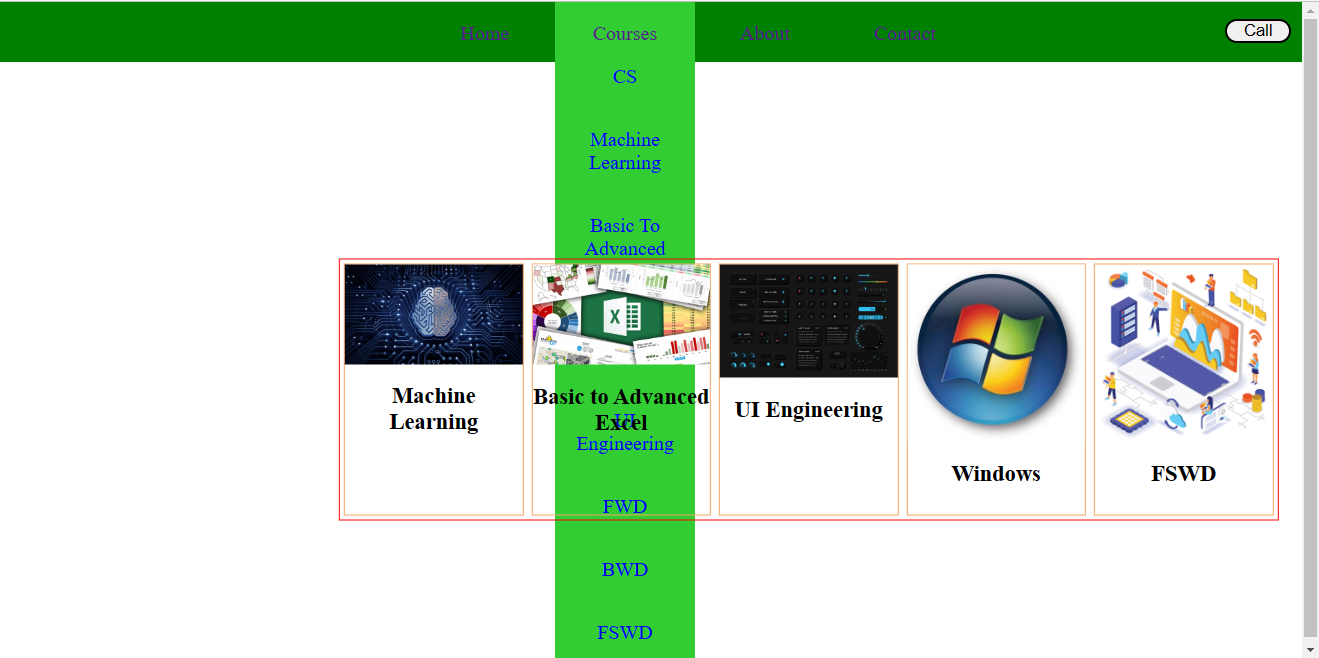 Home Courses About Contact Call
CS
Machine
Learning
Basic To
Advanced
Machine
Learning
Basic to Advanced
Excel
UI Engineering
Windows
FSWD
UI
Engineering
FWD
BWD
FSWD